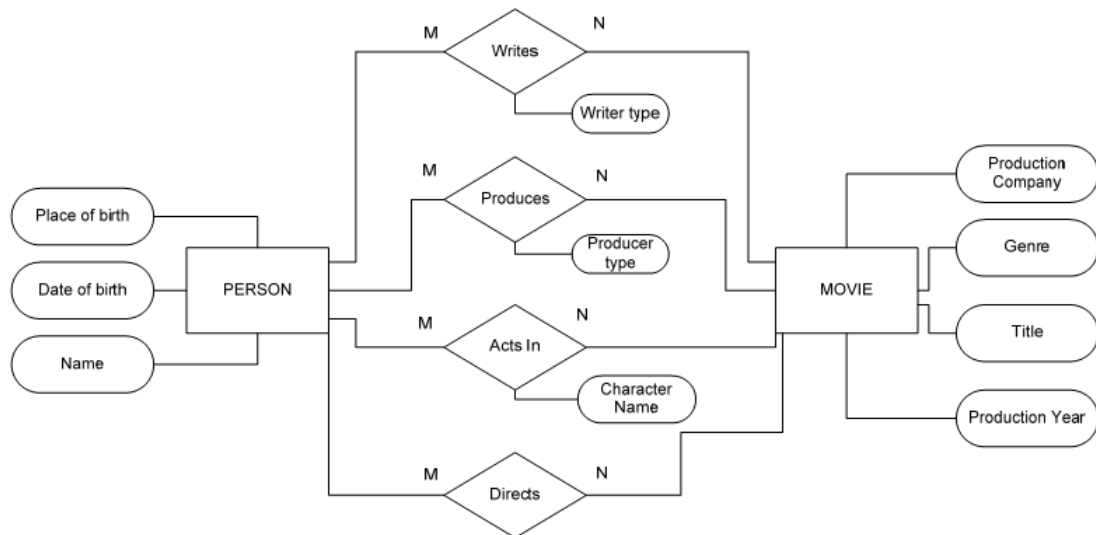 M
N
Writes
Writer type
M
N
Produces
Producer
type
Place of birth
Date of birth
Name
PERSON
M
N
Acts In
Character
Name
M
N
Directs
MOVIE
Production
Company
Genre
Title
Production Year